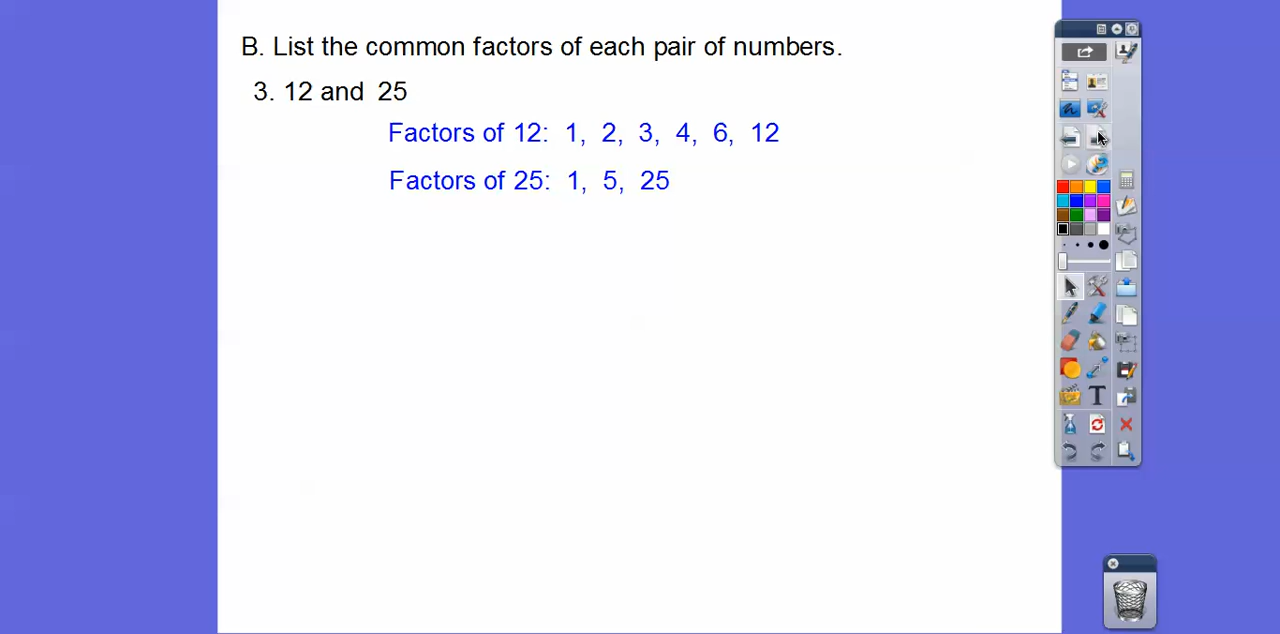 B. List the common factors of each pair of numbers.
3. 12 and 25
Factors of 12: 1, 2, 3, 4, 6, 12
Factors of 25: 1, 5, 25
T